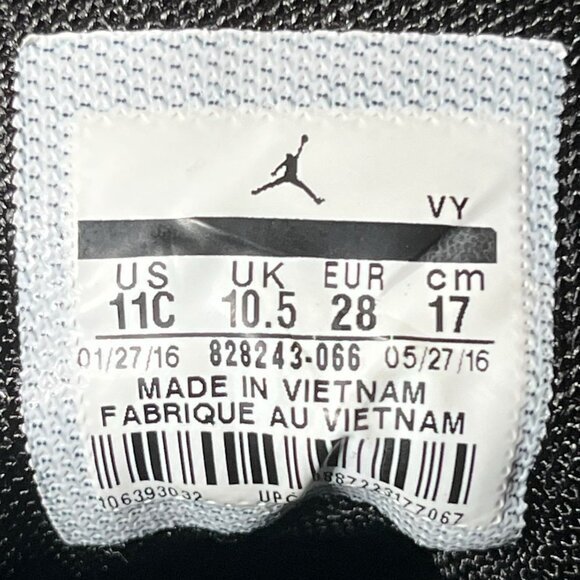 VY
US UK EUR cm
11C 10.5 28 17
01/27/16 828243-066 05/27/16
MADE IN VIETNAM
FABRIQUE AU VIETNAM
106393032